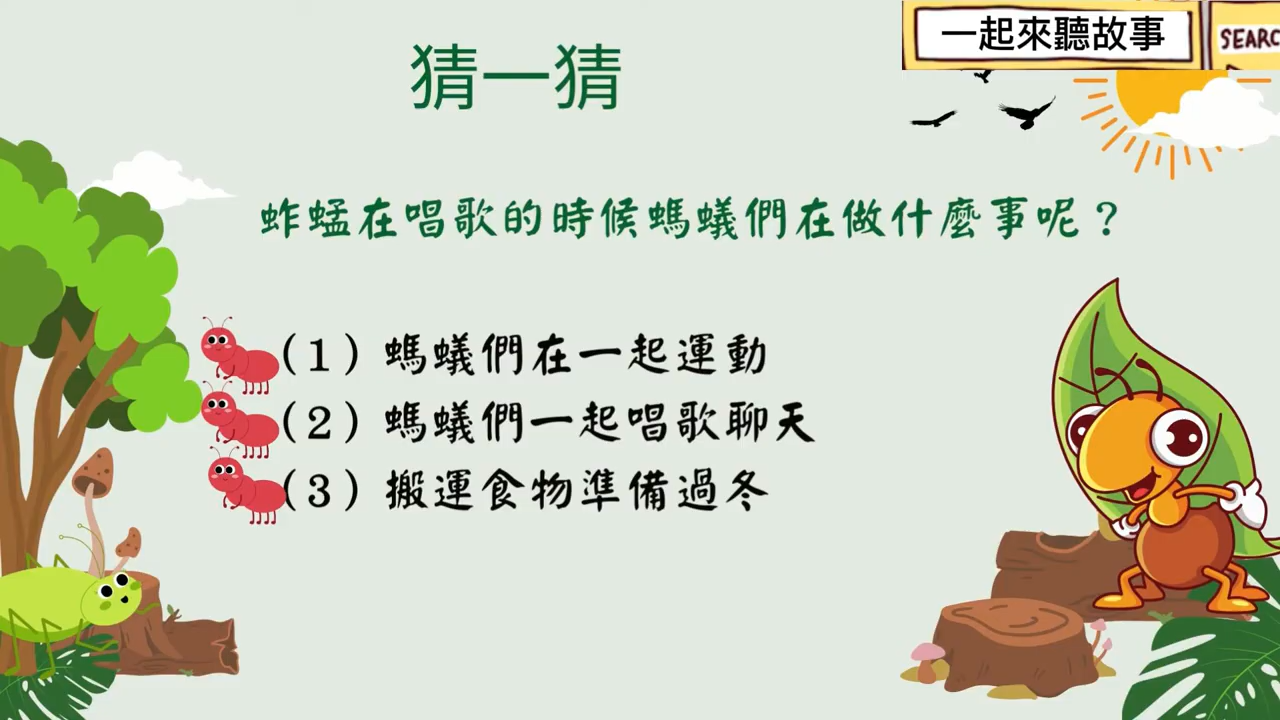 一起來聽故事
SEARC
猜一猜
蚱蜢在唱歌的時候螞蟻們在做什麼事呢？
（1）螞蟻們在一起運動
（2）螞蟻們一起唱歌聊天
（3）搬運食物準備過冬